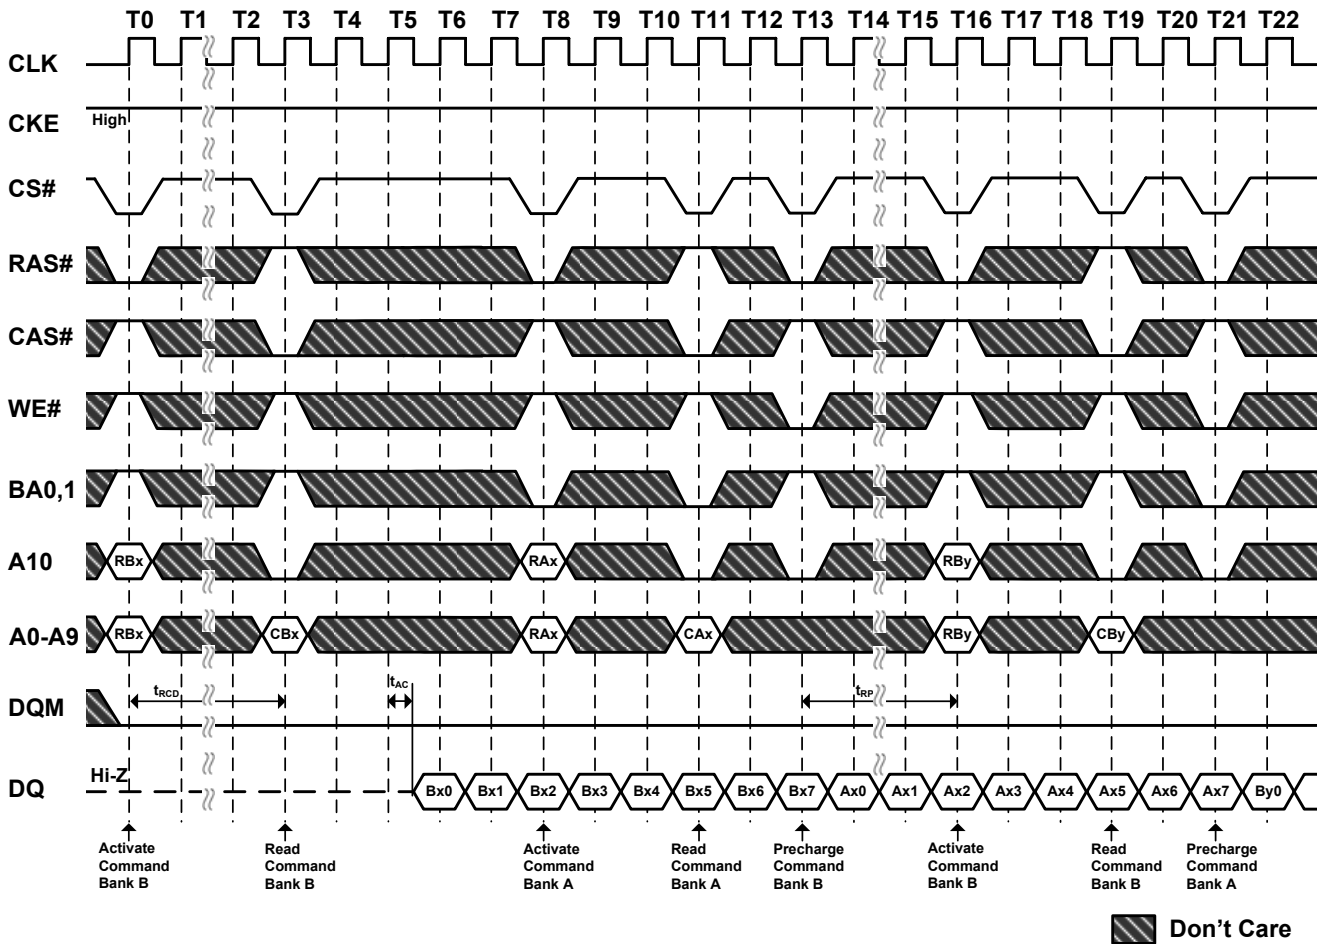 T0 T1 T2 T3 T4 T5 T6 T7 T8 T9 T10 T11 T12 T13 T14 T15 T16 T17 T18 T19 T20 T21 T22
CLK
CKE High
CS#
RAS#
CAS#
WE#
BA0,1
A10 RBx RAx RBy
A0-A9 RBx CBx RAx CAx RBy CBy
DQM tRCD tAC tRP
DQ Hi-Z Bx0 Bx1 Bx2 Bx3 Bx4 Bx5 Bx6 Bx7 Ax0 Ax1 Ax2 Ax3 Ax4 Ax5 Ax6 Ax7 By0
Activate
Command
Bank B
Read
Command
Bank B
Activate
Command
Bank A
Read
Command
Bank A
Precharge
Command
Bank B
Activate
Command
Bank B
Read
Command
Bank B
Precharge
Command
Bank A
Don't Care